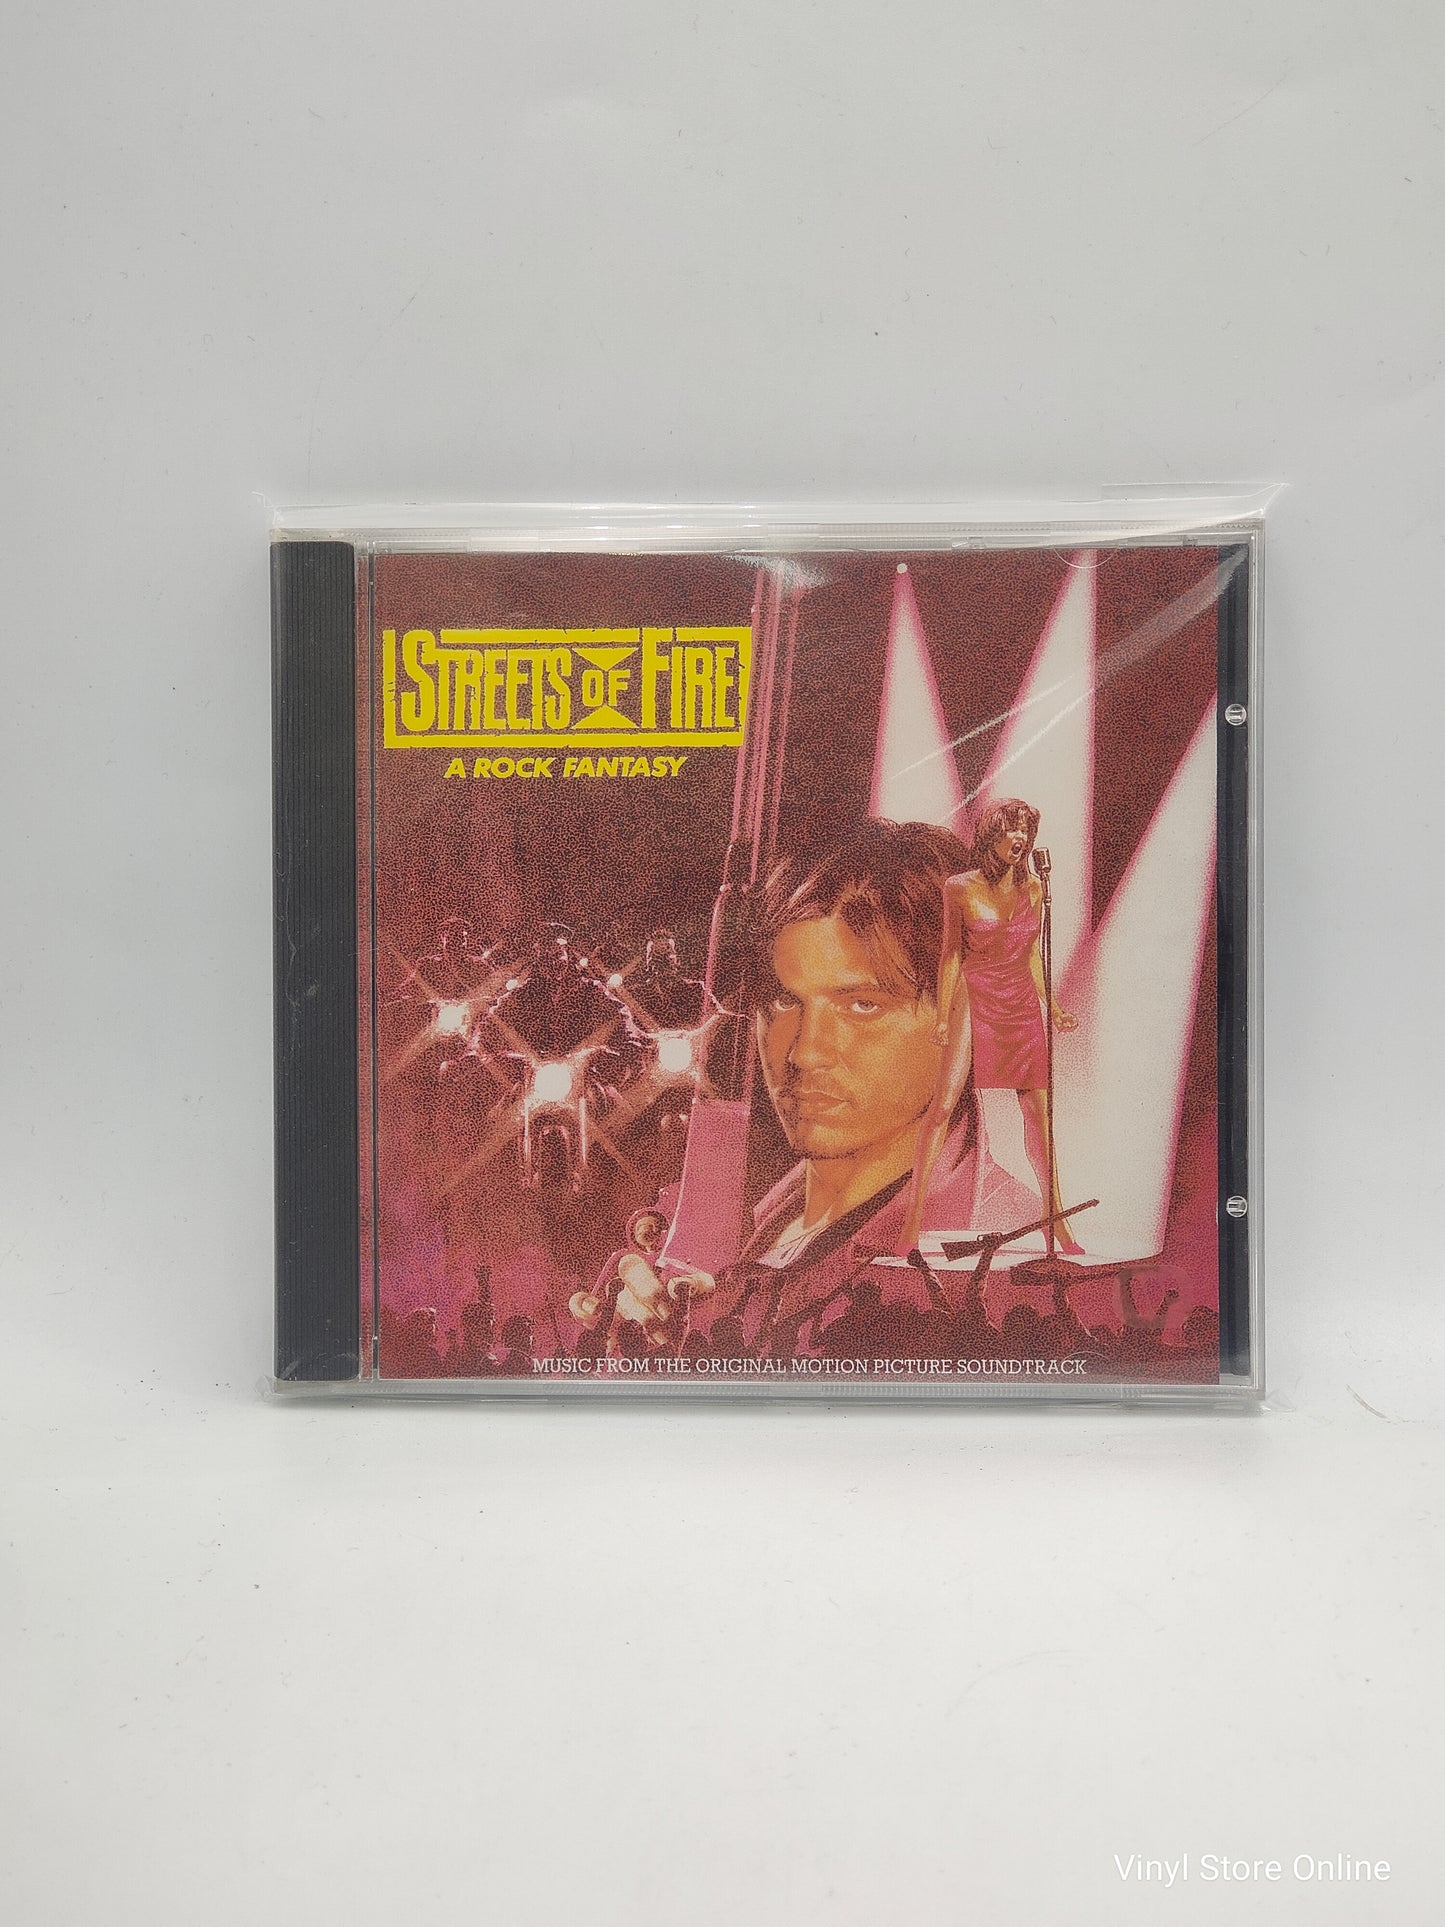 STREETS OF FIRE
A ROCK FANTASY
MUSIC FROM THE ORIGINAL MOTION PICTURE SOUNDTRACK
Vinyl Store Online